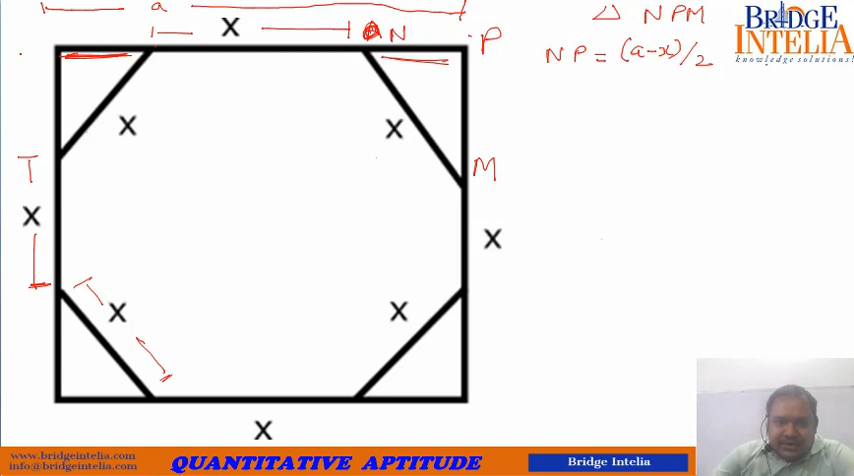 a
x
N
P
△ NPM
NP = (a-x)/2
BRIDGE
INTELIA
knowledge solutions!
x
x
T
M
x
x
T
x
x
x
www.bridgeintelia.com
info@bridgeintelia.com
QUANTITATIVE APTITUDE
Bridge Intelia